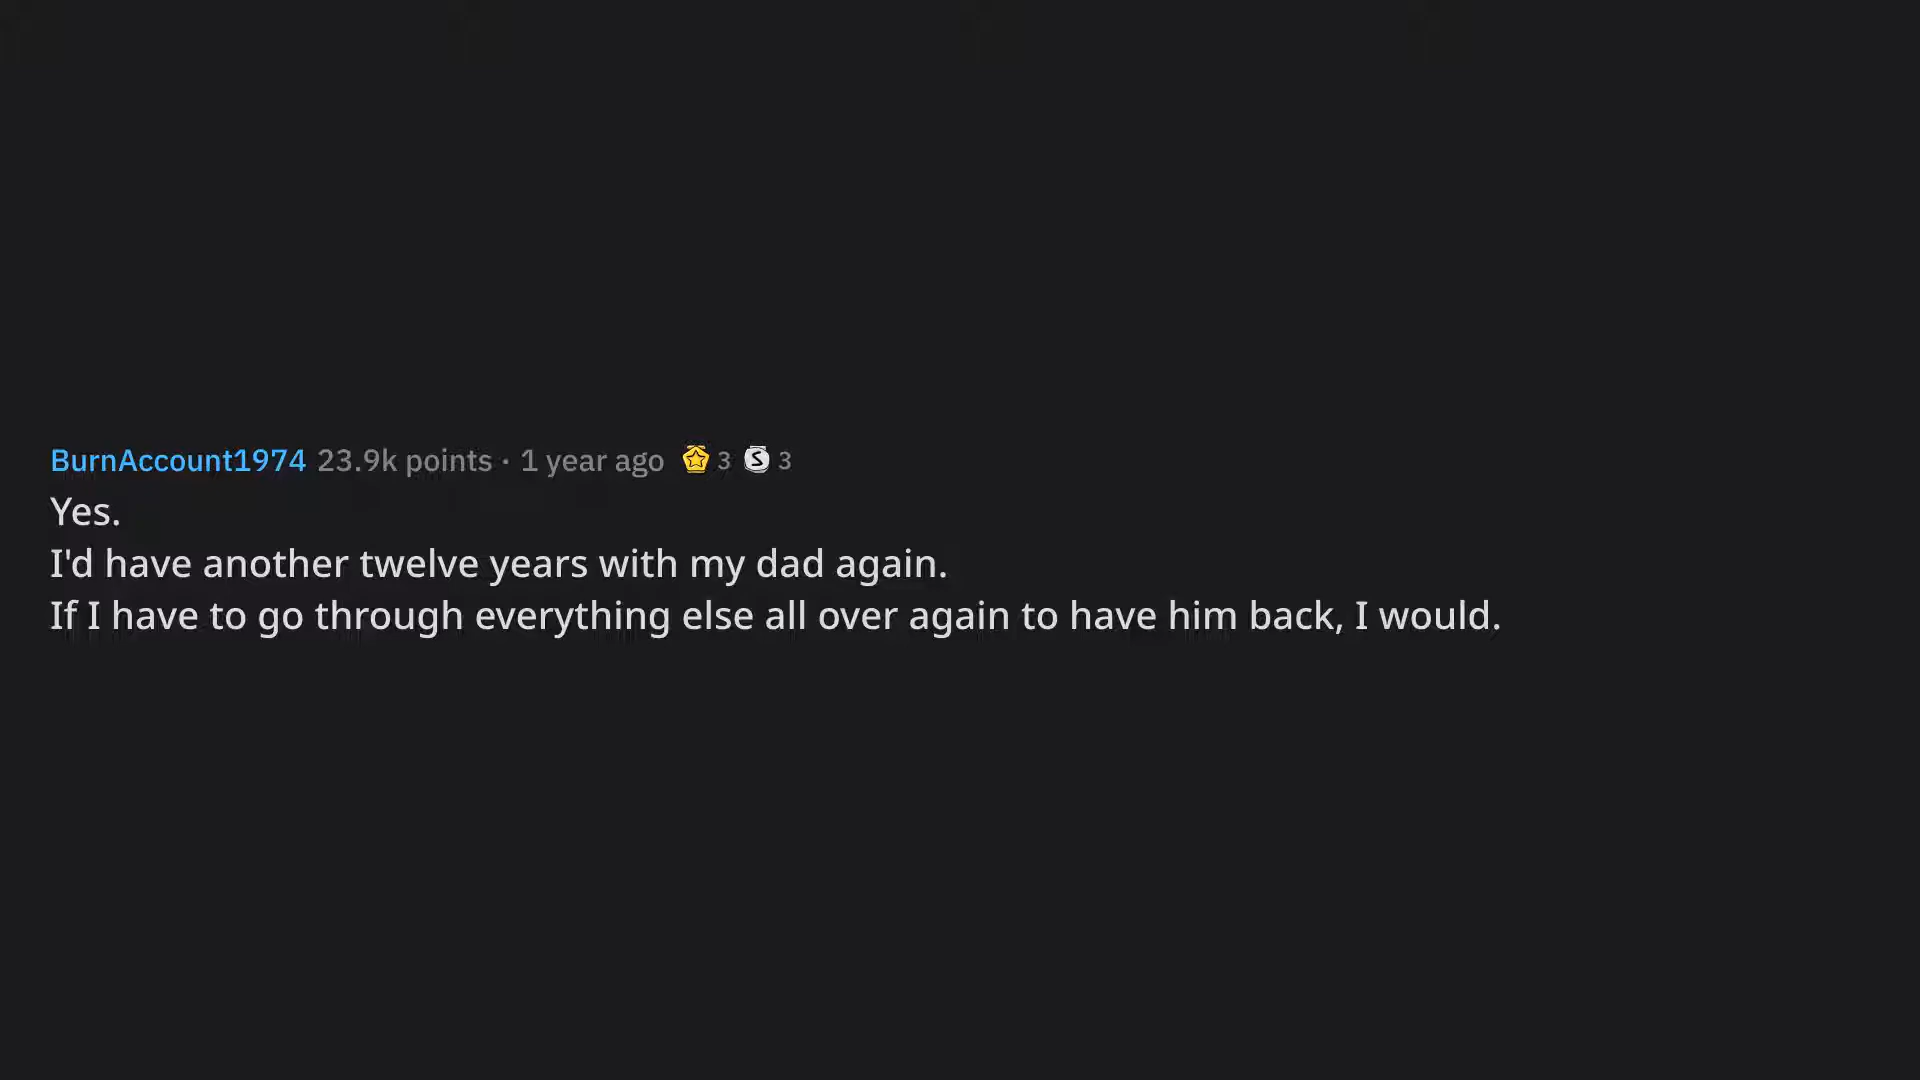 BurnAccount1974 23.9k points · 1 year ago 3 S 3
Yes.
I'd have another twelve years with my dad again.
If I have to go through everything else all over again to have him back, I would.